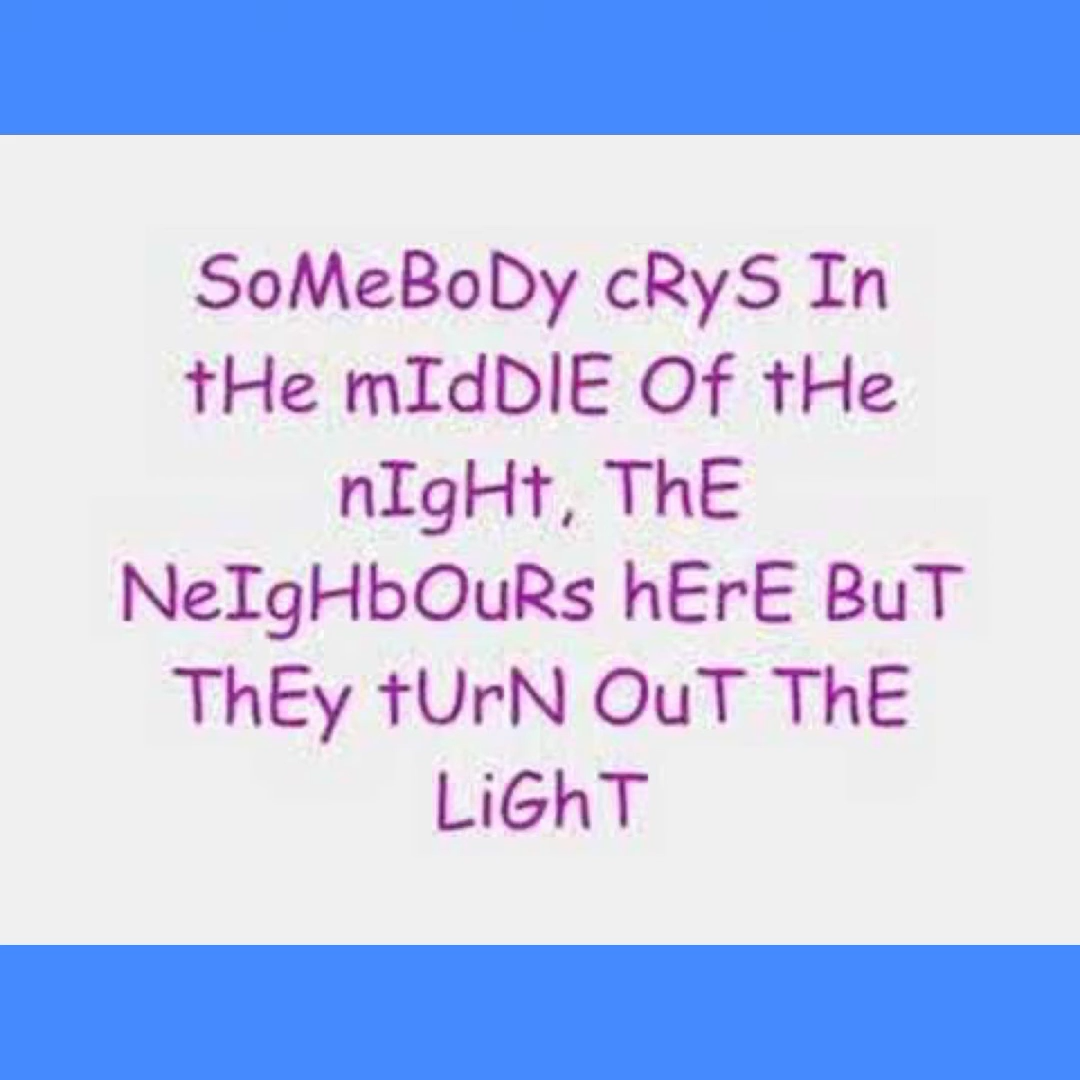 SoMeBoDy cRyS In
tHe mIdDlE Of tHe
nIgHt, ThE
NeIgHbOuRs hErE BuT
ThEy tUrN OuT ThE
LiGhT